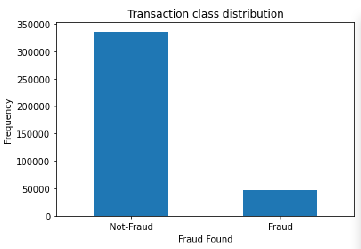 Transaction class distribution
350000
300000
250000
200000
150000
100000
50000
0
Frequency
Not-Fraud Fraud
Fraud Found